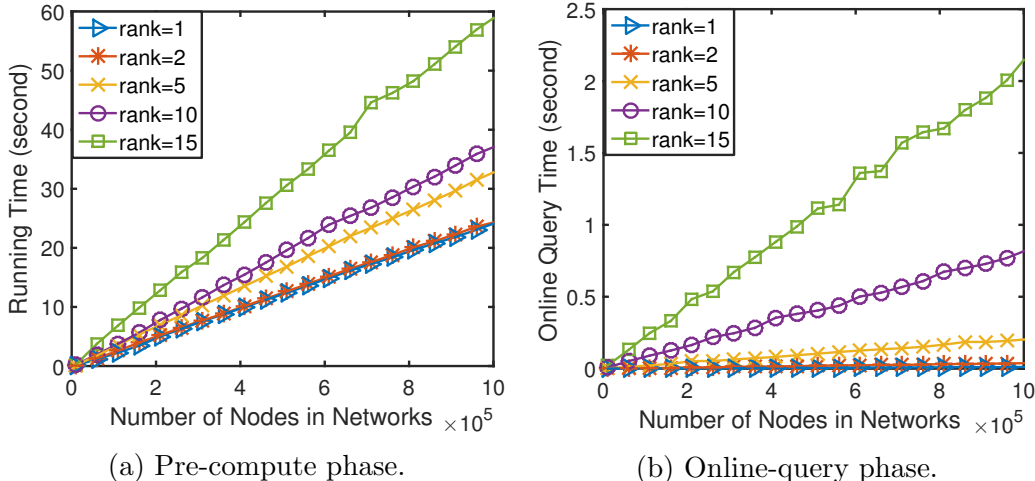 60
50
40
30
20
10
0
Running Time (second)
rank=1
rank=2
rank=5
rank=10
rank=15
0 2 4 6 8 10
Number of Nodes in Networks ×10^5
(a) Pre-compute phase.
2.5
2
1.5
1
0.5
0
Online Query Time (second)
rank=1
rank=2
rank=5
rank=10
rank=15
0 2 4 6 8 10
Number of Nodes in Networks ×10^5
(b) Online-query phase.